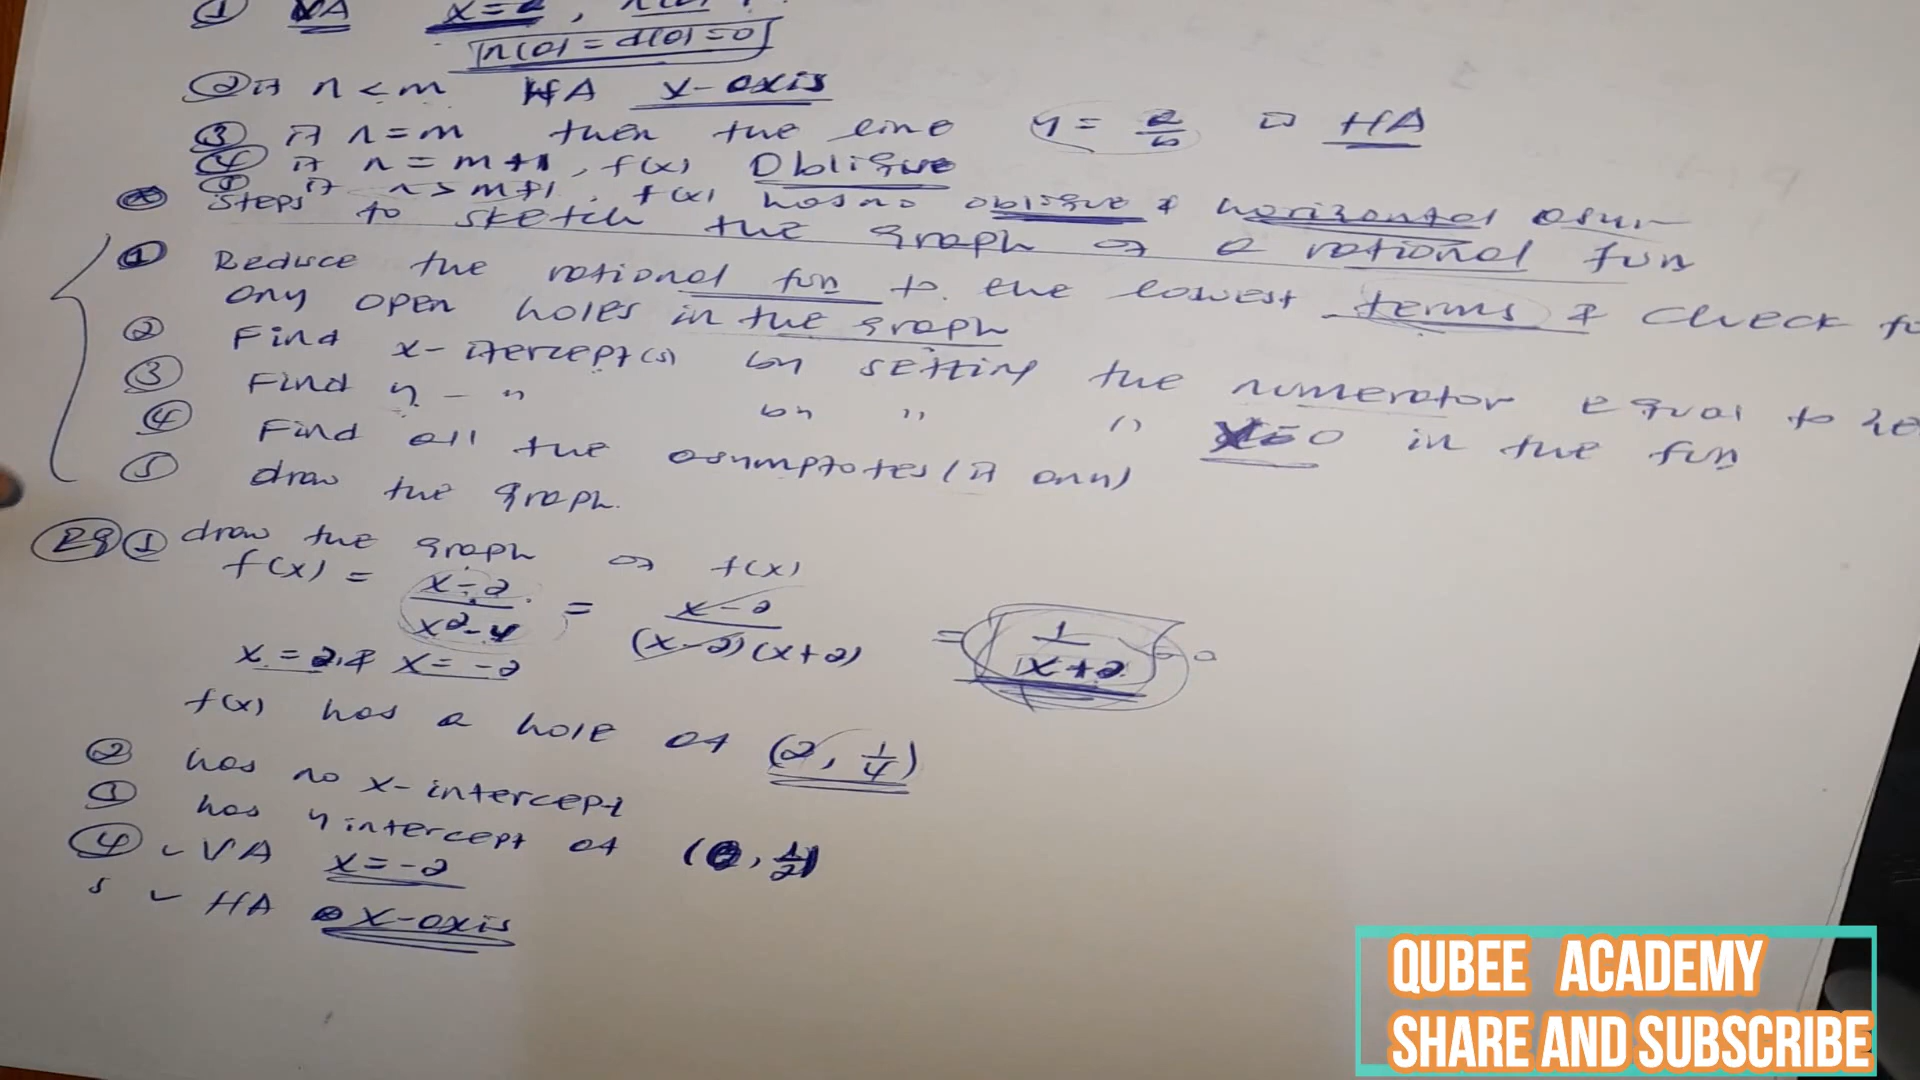 ① VA x=2,
n(0) = d(0) = 0
② if n < m HA x-axis
③ if n = m then the line y = a/b is HA
④ if n = m+1, f(x) Oblique
⑤ if n > m+1, f(x) has no oblique & horizontal asym
Steps to sketch the graph of a rational fun
① Reduce the rational fun to the lowest terms & check fo
any open holes in the graph
② Find x-itercept(s) by setting the numerator equal to ze
③ Find y - " by " " x=0 in the fun
④ Find all the asymptotes (if any)
⑤ draw the graph.
Eg ① draw the graph of f(x)
f(x) = x-2/x²-4 = x-2/(x-2)(x+2) = 1/x+2
x = 2 & x = -2
f(x) has a hole at (2, 1/4)
② has no x-intercept
③ has y intercept at (0, 1/2)
④ VA x=-2
5 HA x-axis
QUBEE ACADEMY
SHARE AND SUBSCRIBE